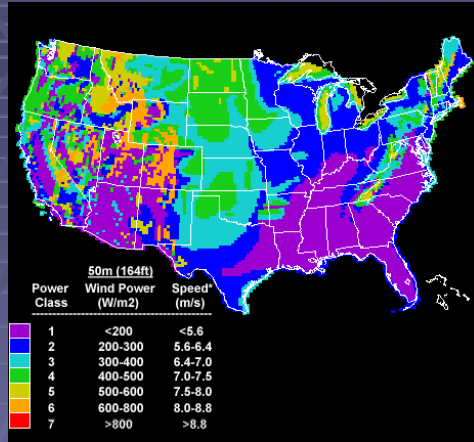 50m (164ft)
Power Wind Power Speed*
Class (W/m2) (m/s)
1 <200 <5.6
2 200-300 5.6-6.4
3 300-400 6.4-7.0
4 400-500 7.0-7.5
5 500-600 7.5-8.0
6 600-800 8.0-8.8
7 >800 >8.8